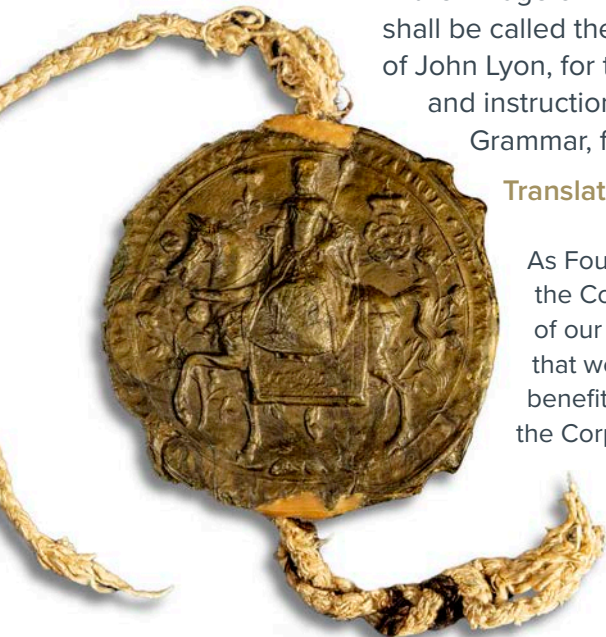 shall be called the
of John Lyon, for t
and instruction
Grammar, f
Translat
As Fou
the Co
of our
that we
benefit
the Corp